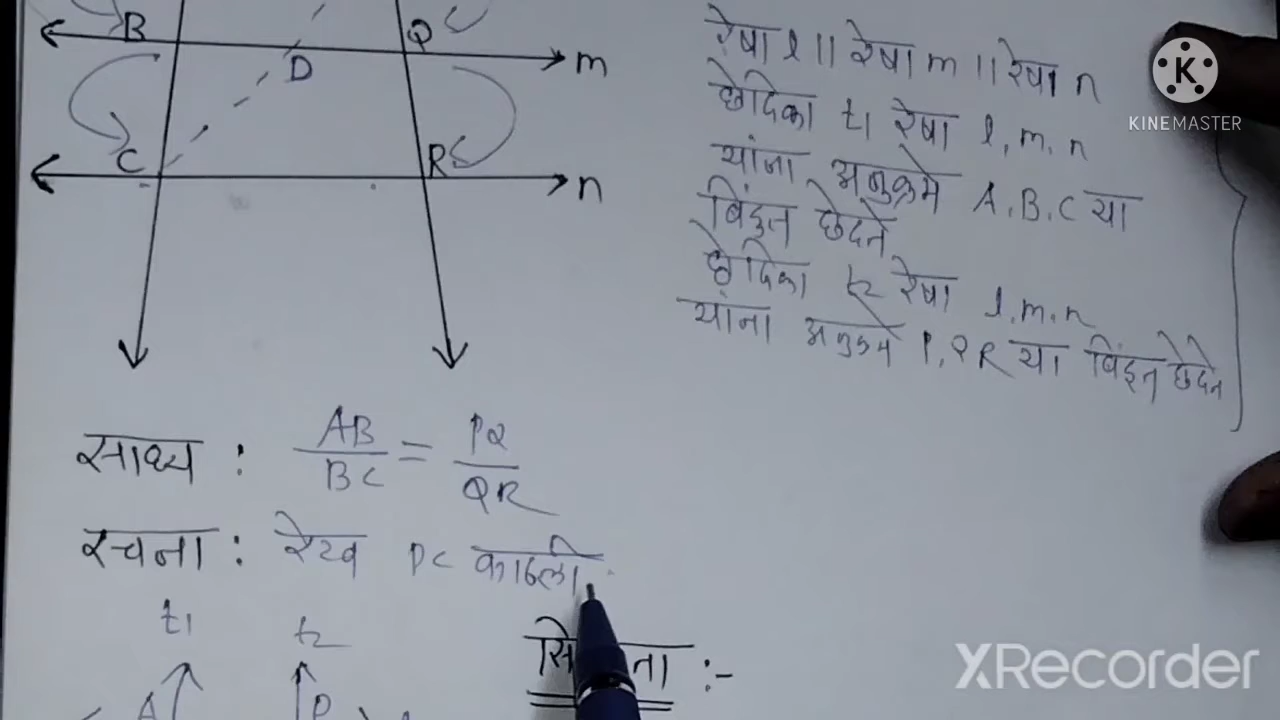 B Q
D m
C R
n
रेषा l || रेषा m || रेषा n
छेदिका t1 रेषा l, m, n
यांना अनुक्रमे A, B, C या
बिंदूत छेदते
छेदिका t2 रेषा l, m, n
यांना अनुक्रमे P, Q R या बिंदूत छेदते
साध्य : AB/BC = PQ/QR
रचना : रेख PC काढली
t1 t2
:-
A P
K
KINEMASTER
XRecorder